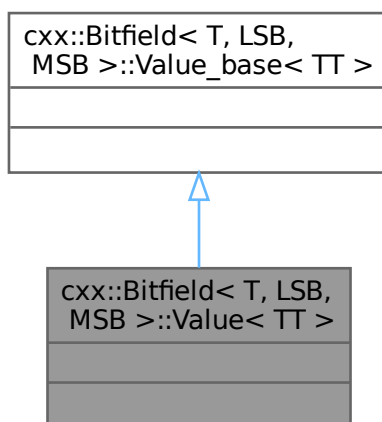 cxx::Bitfield< T, LSB,
MSB >::Value_base< TT >
cxx::Bitfield< T, LSB,
MSB >::Value< TT >